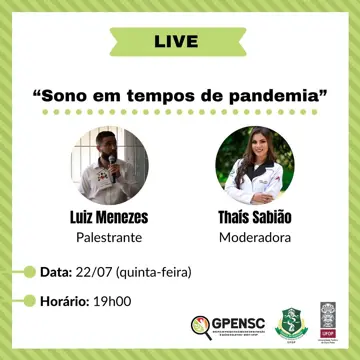 LIVE
“Sono em tempos de pandemia”
Luiz Menezes
Thaís Sabião
Palestrante
Moderadora
Data: 22/07 (quinta-feira)
Horário: 19h00
GPENSC
UFOP